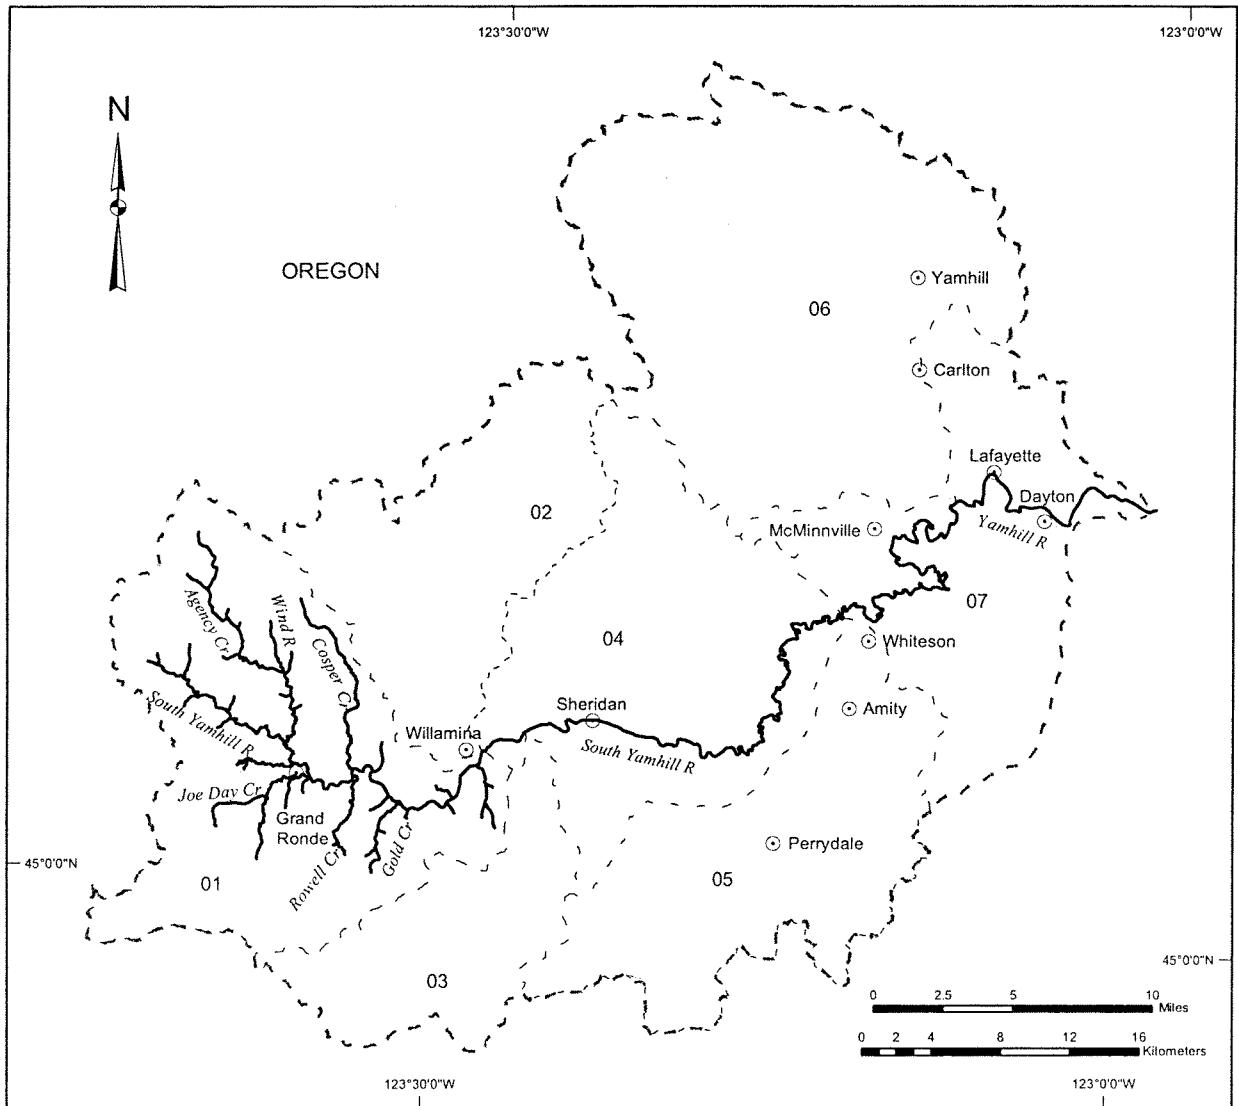 123°30'0"W
123°0'0"W
N
OREGON
Yamhill
06
Carlton
Lafayette
Dayton
02
McMinnville
Yamhill R
07
Agency Cr
Wind R
Cosper Cr
04
Whiteson
South Yamhill R
Sheridan
Amity
Willamina
South Yamhill R
Joe Day Cr
Grand
Ronde
Perrydale
Gold Cr
45°0'0"N
01
Rowell Cr
05
03
45°0'0"N
0 2.5 5 10
Miles
0 2 4 8 12 16
Kilometers
123°30'0"W
123°0'0"W